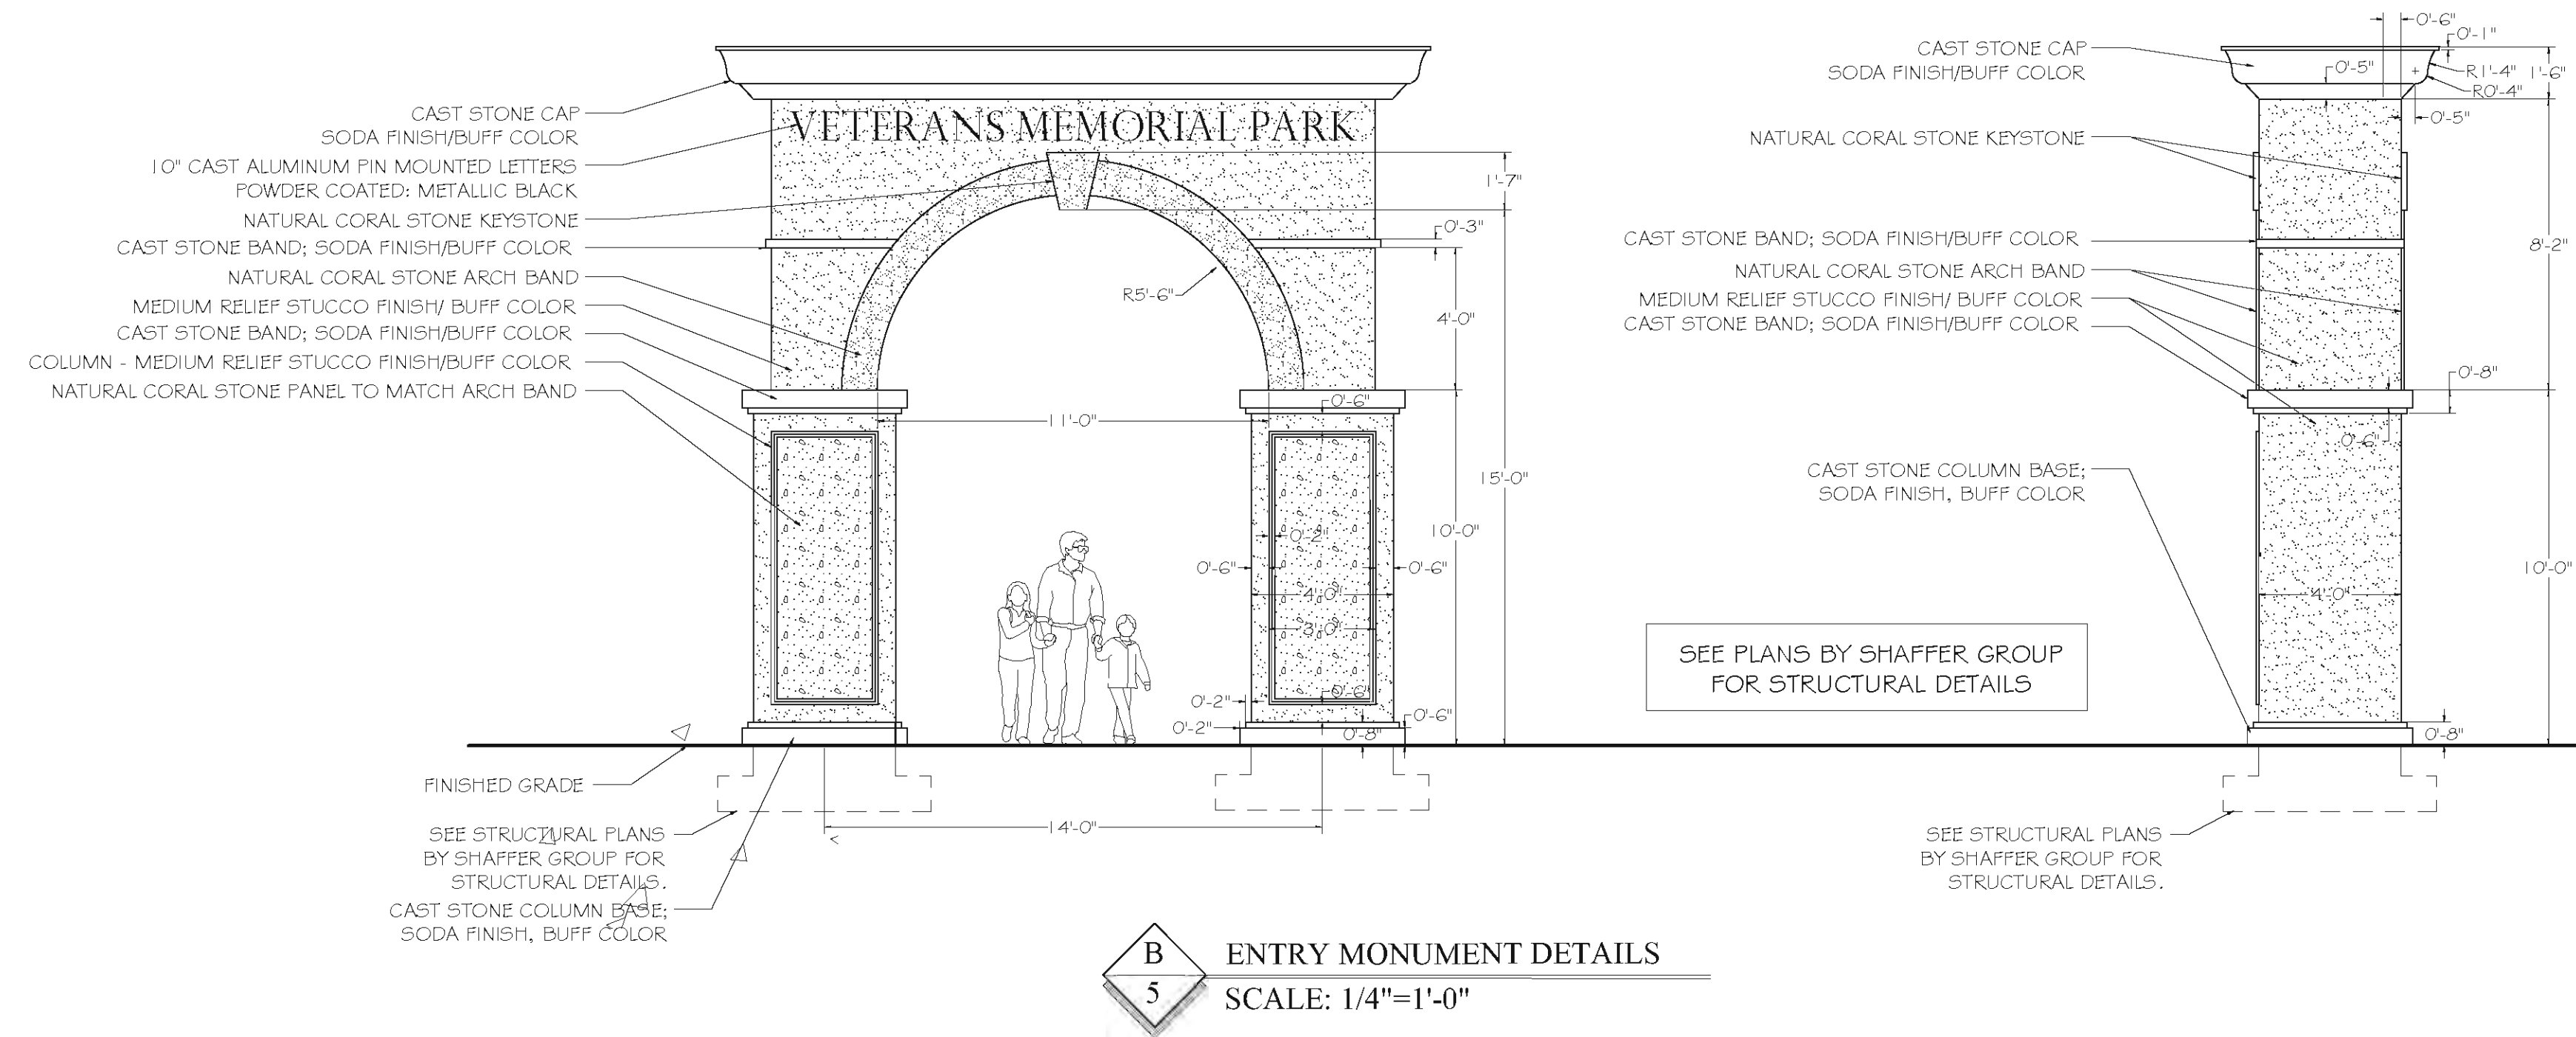 CAST STONE CAP
SODA FINISH/BUFF COLOR
10" CAST ALUMINUM PIN MOUNTED LETTERS
POWDER COATED: METALLIC BLACK
NATURAL CORAL STONE KEYSTONE
CAST STONE BAND; SODA FINISH/BUFF COLOR
NATURAL CORAL STONE ARCH BAND
MEDIUM RELIEF STUCCO FINISH/ BUFF COLOR
CAST STONE BAND; SODA FINISH/BUFF COLOR
COLUMN - MEDIUM RELIEF STUCCO FINISH/BUFF COLOR
NATURAL CORAL STONE PANEL TO MATCH ARCH BAND
FINISHED GRADE
SEE STRUCTURAL PLANS
BY SHAFFER GROUP FOR
STRUCTURAL DETAILS.
CAST STONE COLUMN BASE;
SODA FINISH, BUFF COLOR
VETERANS MEMORIAL PARK
1'-7"
0'-3"
R5'-6"
4'-0"
0'-6"
11'-0"
15'-0"
10'-0"
0'-2"
0'-6"
0'-6"
4'-0"
3'-0"
0'-6"
0'-2"
0'-6"
0'-2"
0'-8"
14'-0"
CAST STONE CAP
SODA FINISH/BUFF COLOR
NATURAL CORAL STONE KEYSTONE
CAST STONE BAND; SODA FINISH/BUFF COLOR
NATURAL CORAL STONE ARCH BAND
MEDIUM RELIEF STUCCO FINISH/ BUFF COLOR
CAST STONE BAND; SODA FINISH/BUFF COLOR
CAST STONE COLUMN BASE;
SODA FINISH, BUFF COLOR
SEE PLANS BY SHAFFER GROUP
FOR STRUCTURAL DETAILS
SEE STRUCTURAL PLANS
BY SHAFFER GROUP FOR
STRUCTURAL DETAILS.
0'-6"
0'-1"
0'-5"
R1'-4"
1'-6"
R0'-4"
0'-5"
8'-2"
0'-8"
0'-6"
10'-0"
4'-0"
0'-8"
B
5
ENTRY MONUMENT DETAILS
SCALE: 1/4"=1'-0"